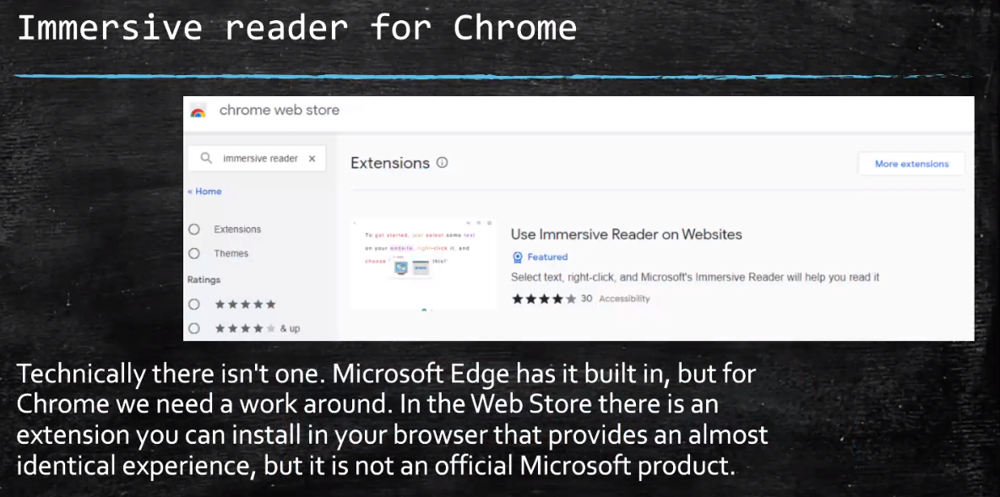 Immersive reader for Chrome
chrome web store
immersive reader ×
« Home
Extensions
Themes
Ratings
& up
Extensions
More extensions
To get started, just select some text
on your website, right-click it, and
choose " this!"
Use Immersive Reader on Websites
Featured
Select text, right-click, and Microsoft's Immersive Reader will help you read it
30 Accessibility
Technically there isn't one. Microsoft Edge has it built in, but for
Chrome we need a work around. In the Web Store there is an
extension you can install in your browser that provides an almost
identical experience, but it is not an official Microsoft product.